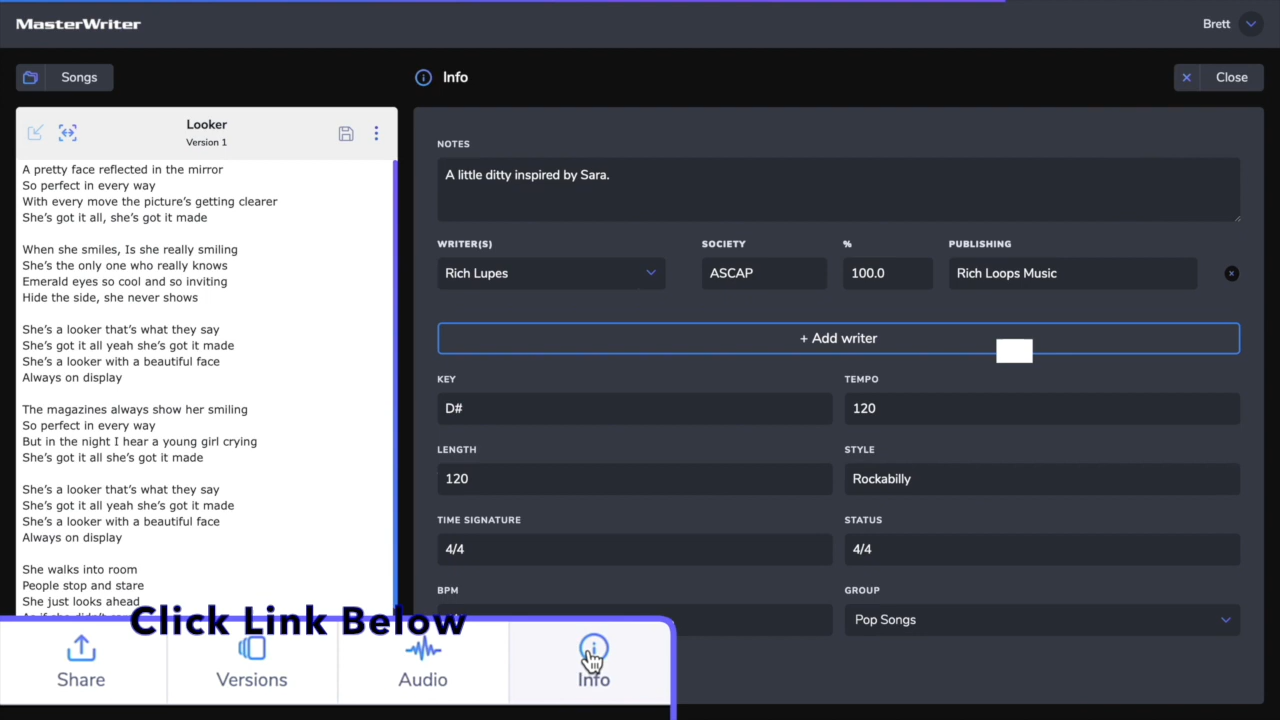 MasterWriter
Brett
Songs
Info
Close
Looker
Version 1
A pretty face reflected in the mirror
So perfect in every way
With every move the picture's getting clearer
She's got it all, she's got it made
When she smiles, Is she really smiling
She's the only one who really knows
Emerald eyes so cool and so inviting
Hide the side, she never shows
She's a looker that's what they say
She's got it all yeah she's got it made
She's a looker with a beautiful face
Always on display
The magazines always show her smiling
So perfect in every way
But in the night I hear a young girl crying
She's got it all she's got it made
She's a looker that's what they say
She's got it all yeah she's got it made
She's a looker with a beautiful face
Always on display
She walks into room
People stop and stare
She just looks ahead
NOTES
A little ditty inspired by Sara.
WRITER(S)
SOCIETY
%
PUBLISHING
Rich Lupes
ASCAP
100.0
Rich Loops Music
+ Add writer
KEY
TEMPO
D#
120
LENGTH
STYLE
120
Rockabilly
TIME SIGNATURE
STATUS
4/4
4/4
BPM
GROUP
Pop Songs
Click Link Below
Share
Versions
Audio
Info